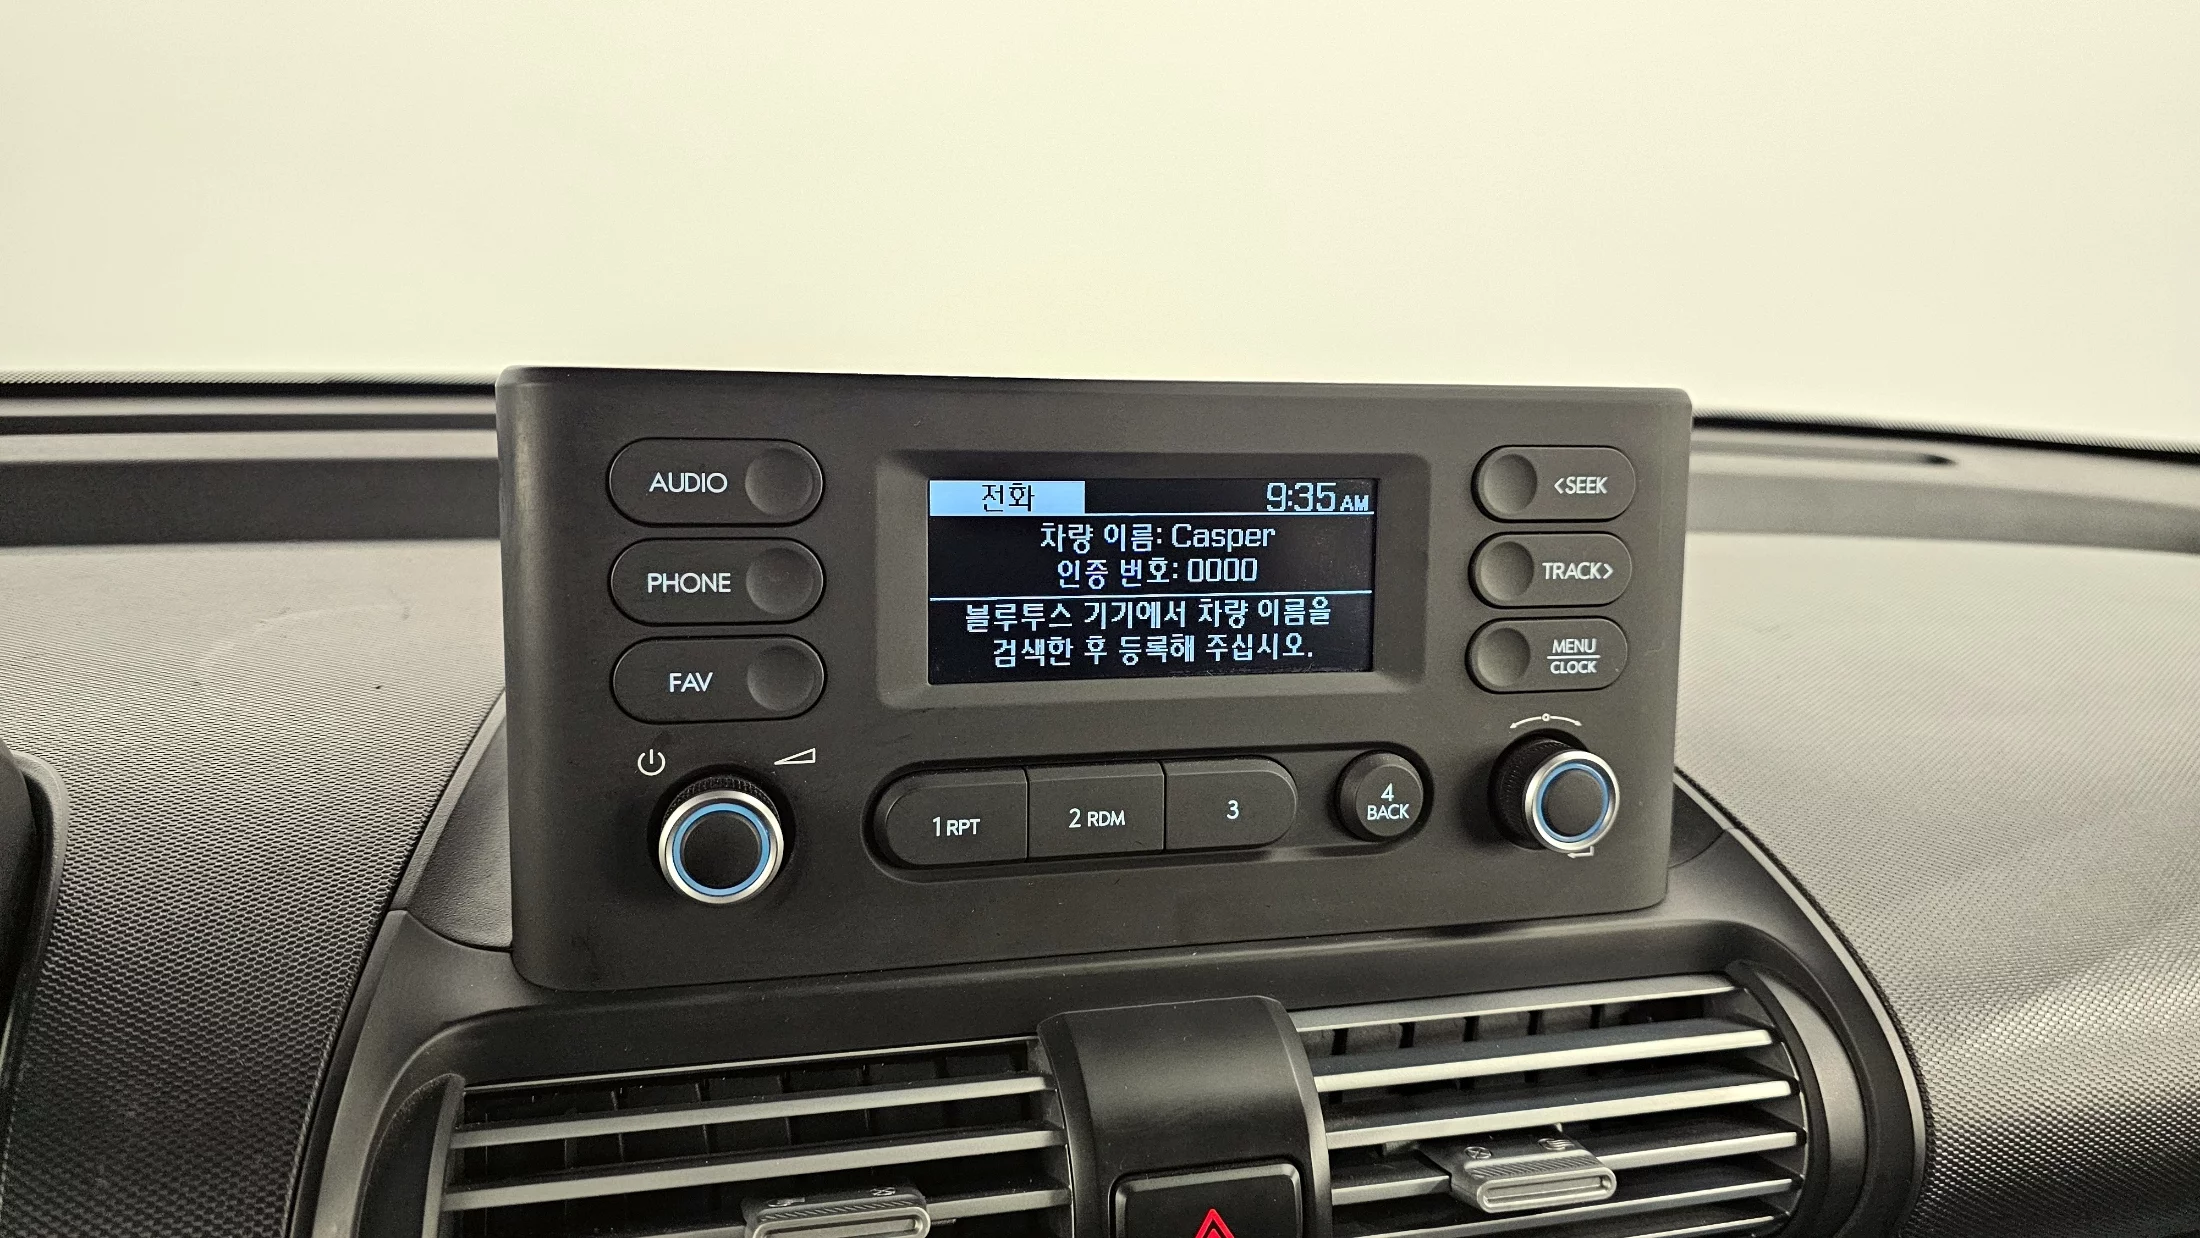 AUDIO
PHONE
FAV
전화 9:35 AM
차량 이름: Casper
인증 번호: 0000
블루투스 기기에서 차량 이름을
검색한 후 등록해 주십시오.
<SEEK
TRACK>
MENU
CLOCK
1 RPT
2 RDM
3
4
BACK